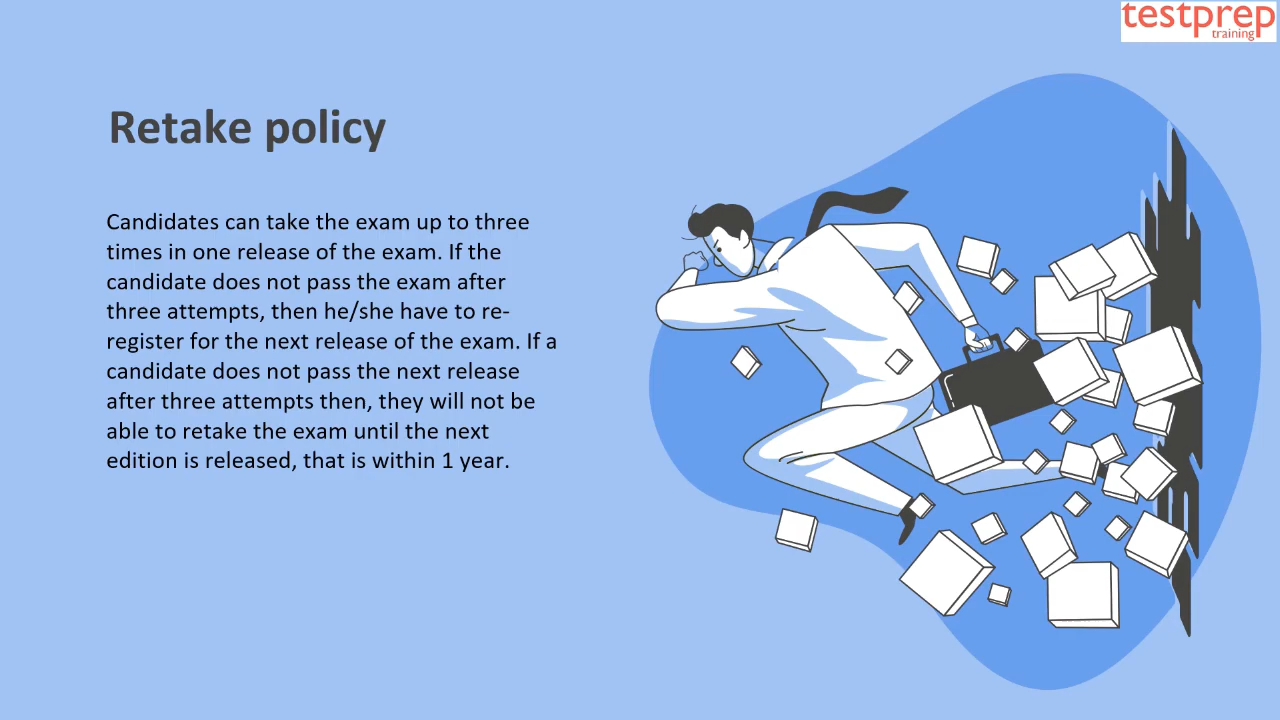 testprep
training
Retake policy
Candidates can take the exam up to three
times in one release of the exam. If the
candidate does not pass the exam after
three attempts, then he/she have to re-
register for the next release of the exam. If a
candidate does not pass the next release
after three attempts then, they will not be
able to retake the exam until the next
edition is released, that is within 1 year.